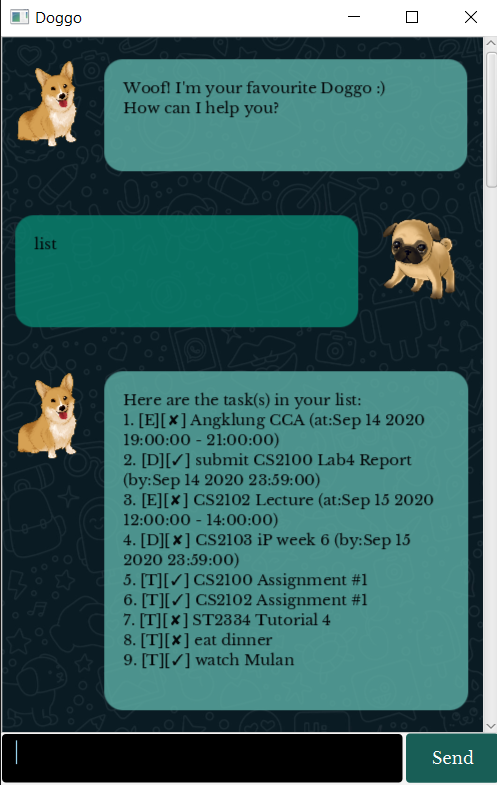 Doggo
Woof! I'm your favourite Doggo :)
How can I help you?
list
Here are the task(s) in your list:
1. [E][✘] Angklung CCA (at:Sep 14 2020
19:00:00 - 21:00:00)
2. [D][✓] submit CS2100 Lab4 Report
(by:Sep 14 2020 23:59:00)
3. [E][✘] CS2102 Lecture (at:Sep 15 2020
12:00:00 - 14:00:00)
4. [D][✘] CS2103 iP week 6 (by:Sep 15
2020 23:59:00)
5. [T][✓] CS2100 Assignment #1
6. [T][✓] CS2102 Assignment #1
7. [T][✘] ST2334 Tutorial 4
8. [T][✘] eat dinner
9. [T][✓] watch Mulan
Send